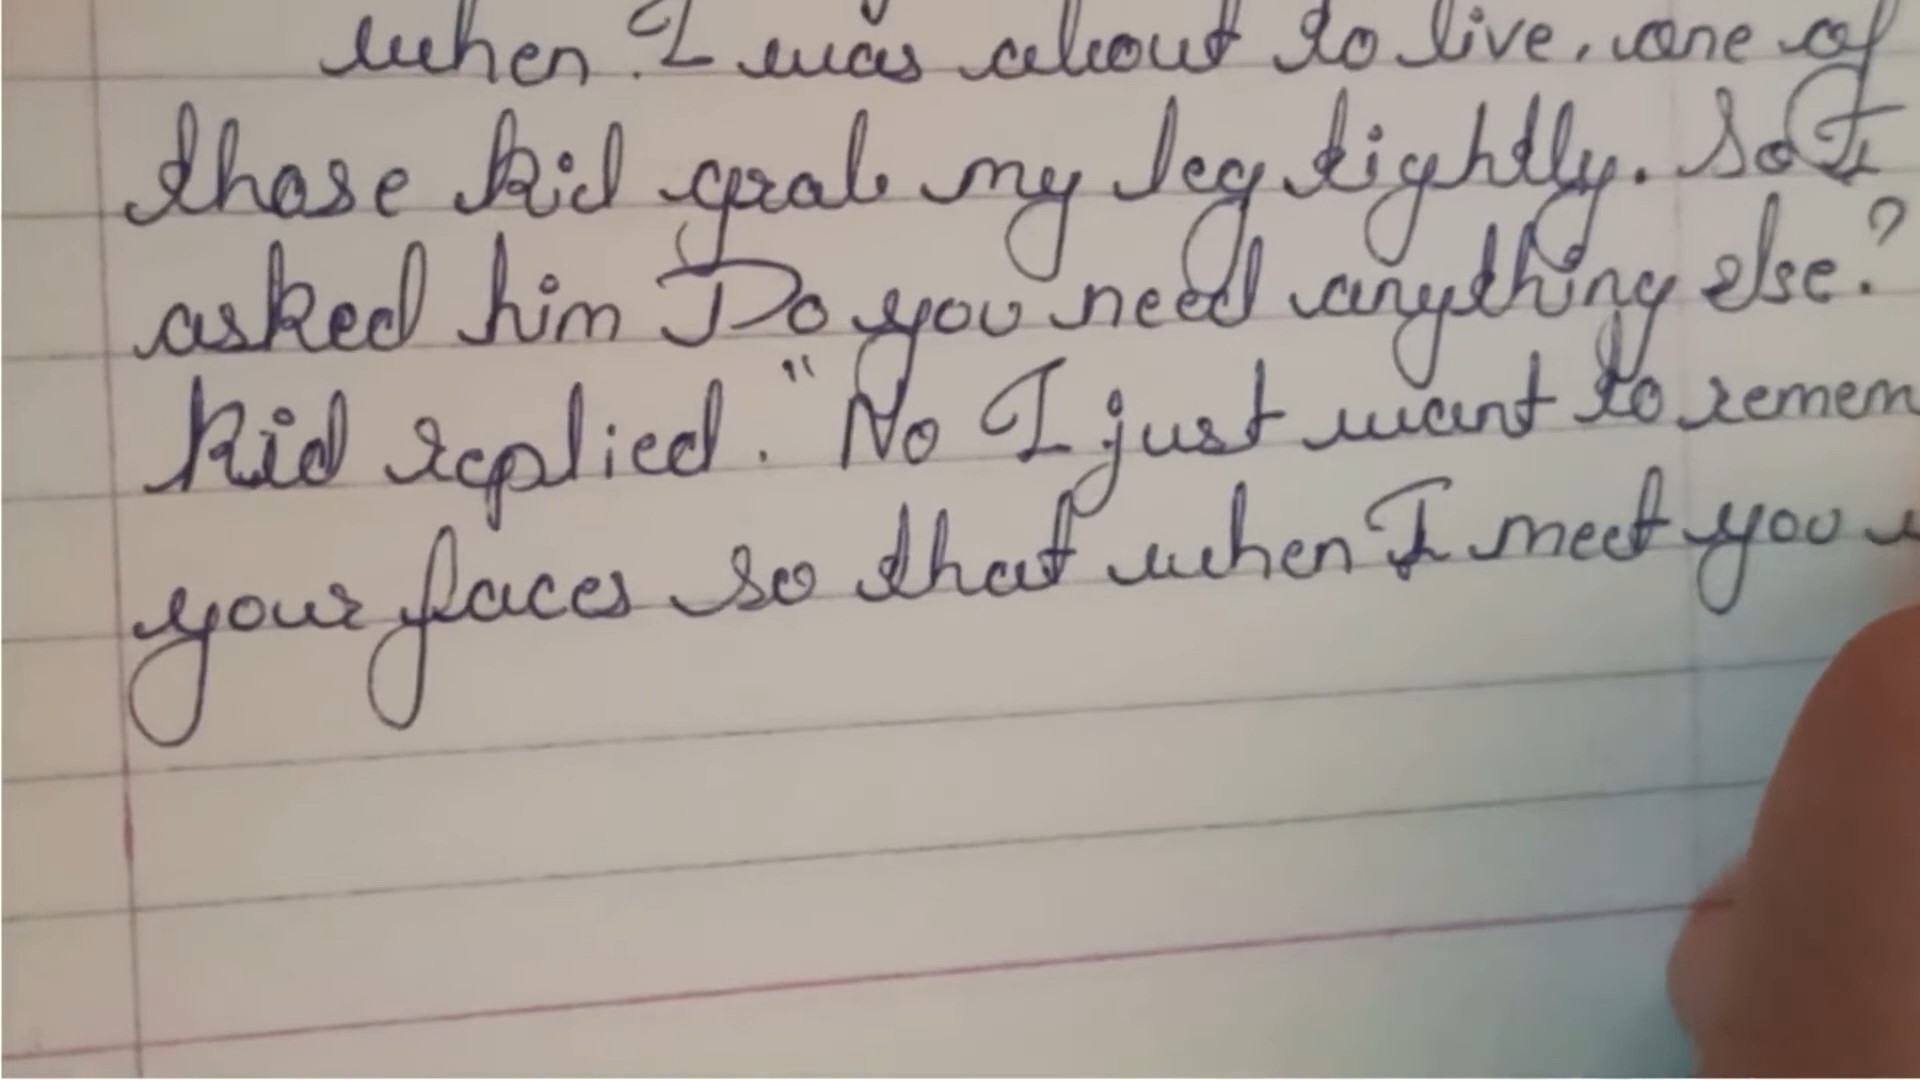 when I was about to live, one of
those kid grab my leg tightly. So I
asked him Do you need anything else?
kid replied. "No I just want to remem
your faces so that when I meet you